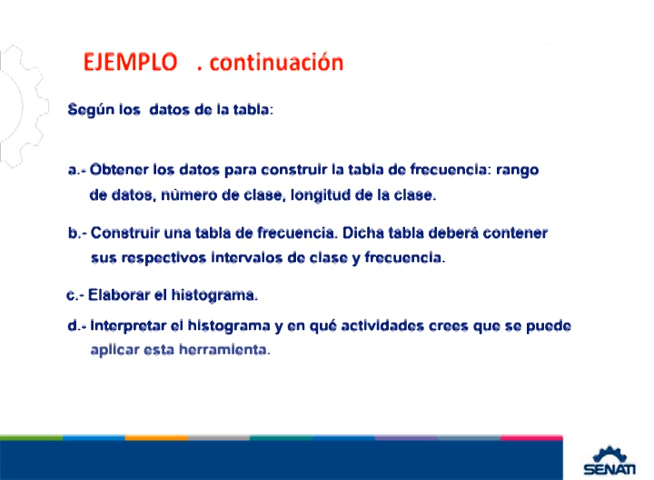 EJEMPLO . continuación
Según los datos de la tabla:
a.- Obtener los datos para construir la tabla de frecuencia: rango
de datos, número de clase, longitud de la clase.
b.- Construir una tabla de frecuencia. Dicha tabla deberá contener
sus respectivos intervalos de clase y frecuencia.
c.- Elaborar el histograma.
d.- Interpretar el histograma y en qué actividades crees que se puede
aplicar esta herramienta.
SENATI